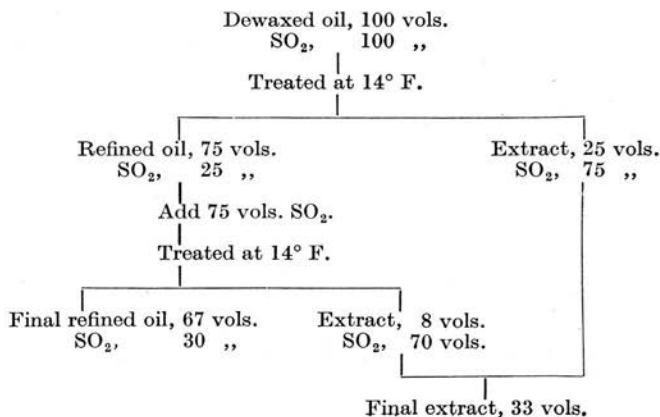 Dewaxed oil, 100 vols.
SO₂, 100 ,,
Treated at 14° F.
Refined oil, 75 vols.
SO₂, 25 ,,
Extract, 25 vols.
SO₂, 75 ,,
Add 75 vols. SO₂.
Treated at 14° F.
Final refined oil, 67 vols.
SO₂, 30 ,,
Extract, 8 vols.
SO₂, 70 vols.
Final extract, 33 vols.